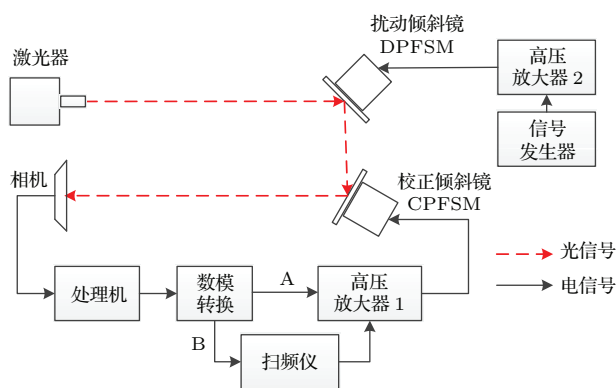 扰动倾斜镜
DPFSM
激光器
高压
放大器 2
信号
发生器
相机
校正倾斜镜
CPFSM
光信号
电信号
处理机
数模
转换
A
高压
放大器 1
B
扫频仪